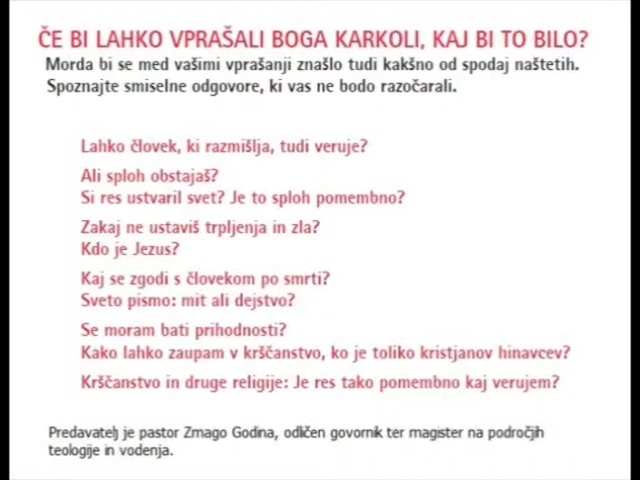 ČE BI LAHKO VPRAŠALI BOGA KARKOLI, KAJ BI TO BILO?
Morda bi se med vašimi vprašanji znašlo tudi kakšno od spodaj naštetih.
Spoznajte smiselne odgovore, ki vas ne bodo razočarali.
Lahko človek, ki razmišlja, tudi veruje?
Ali sploh obstajaš?
Si res ustvaril svet? Je to sploh pomembno?
Zakaj ne ustaviš trpljenja in zla?
Kdo je Jezus?
Kaj se zgodi s človekom po smrti?
Sveto pismo: mit ali dejstvo?
Se moram bati prihodnosti?
Kako lahko zaupam v krščanstvo, ko je toliko kristjanov hinavcev?
Krščanstvo in druge religije: Je res tako pomembno kaj verujem?
Predavatelj je pastor Zmago Godina, odličen govornik ter magister na področjih
teologije in vodenja.